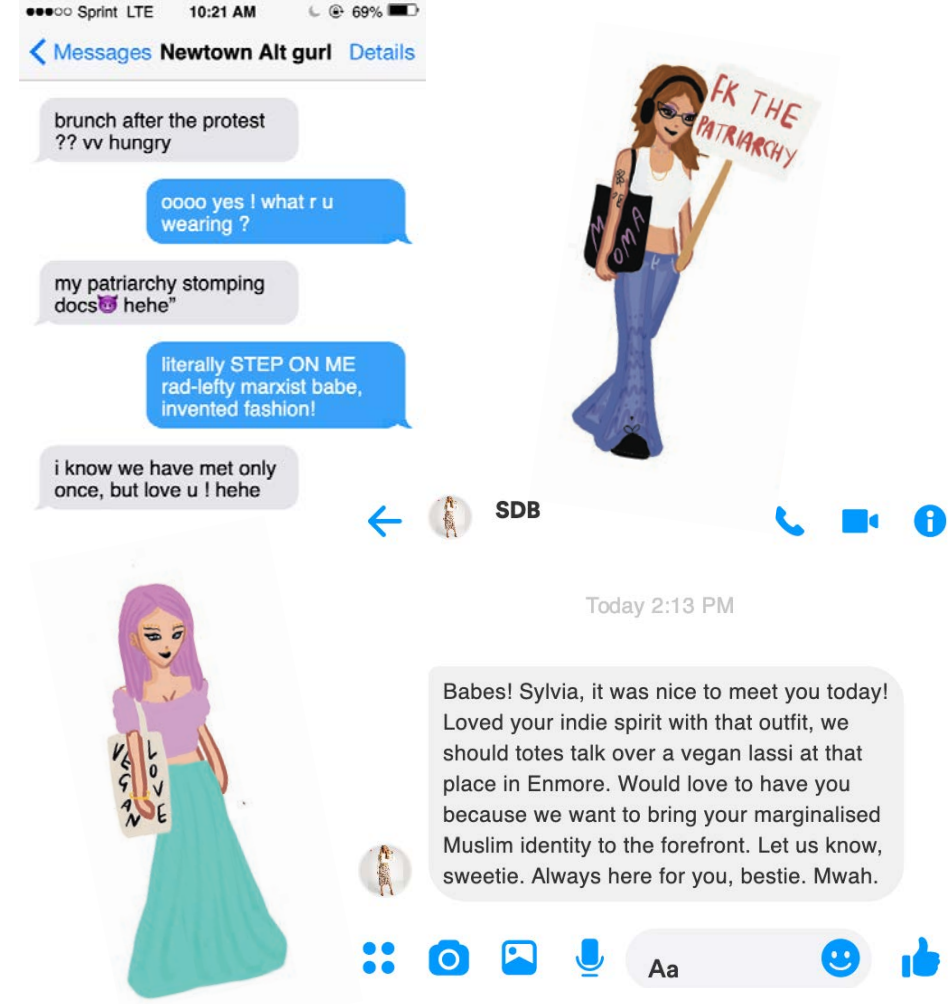 Sprint LTE 10:21 AM 69%
Messages Newtown Alt gurl Details
brunch after the protest
?? vv hungry
oooo yes ! what r u
wearing ?
my patriarchy stomping
docs😈 hehe”
literally STEP ON ME
rad-lefty marxist babe,
invented fashion!
i know we have met only
once, but love u ! hehe
FK THE
PATRIARCHY
MOMA
SDB
Today 2:13 PM
Babes! Sylvia, it was nice to meet you today!
Loved your indie spirit with that outfit, we
should totes talk over a vegan lassi at that
place in Enmore. Would love to have you
because we want to bring your marginalised
Muslim identity to the forefront. Let us know,
sweetie. Always here for you, bestie. Mwah.
Aa
VEGAN
LOVE